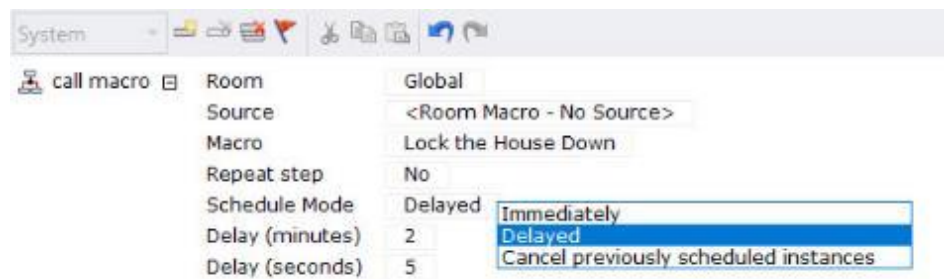 System
call macro Room Global
Source <Room Macro - No Source>
Macro Lock the House Down
Repeat step No
Schedule Mode Delayed Immediately
Delay (minutes) 2 Delayed
Delay (seconds) 5 Cancel previously scheduled instances